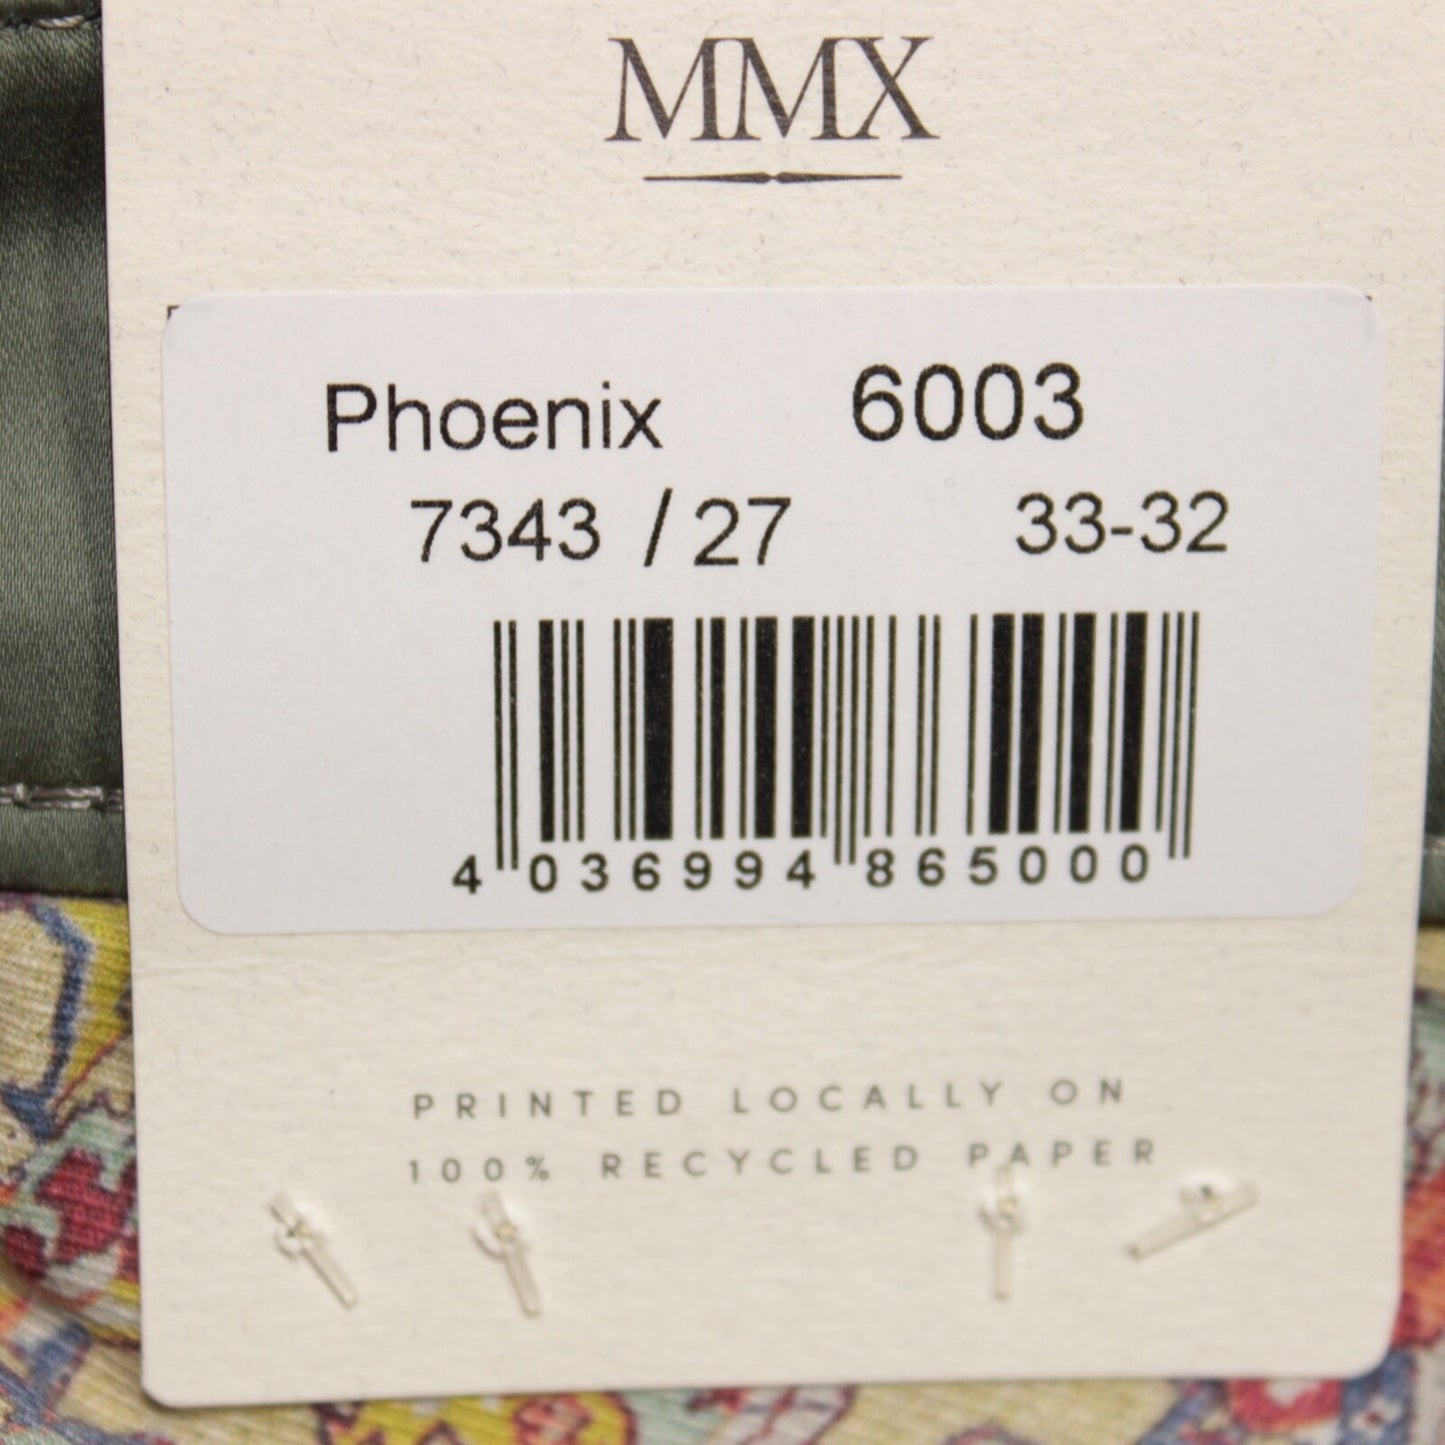 MMX
Phoenix 6003
7343 / 27 33-32
4 036994 865000
PRINTED LOCALLY ON
100% RECYCLED PAPER